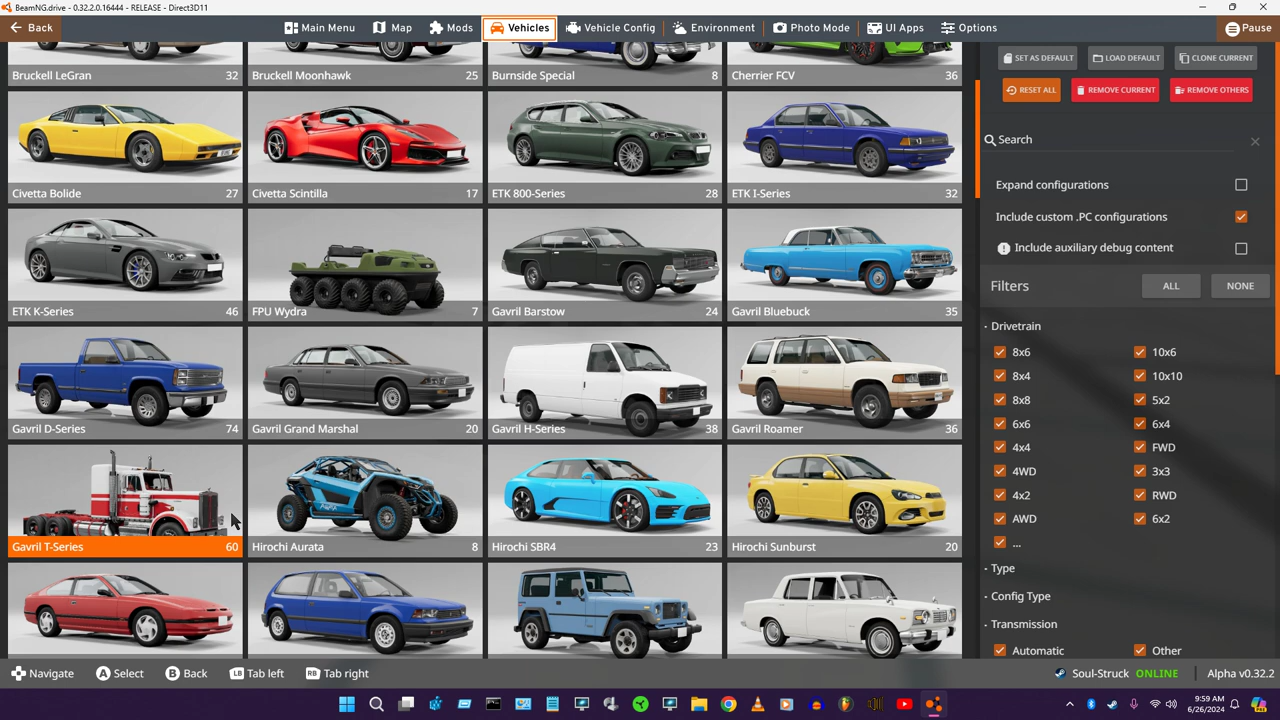 BeamNG.drive - 0.32.2.0.16444 - RELEASE - Direct3D11
Back
Main Menu
Map
Mods
Vehicles
Vehicle Config
Environment
Photo Mode
UI Apps
Options
Pause
Bruckell LeGran 32
Bruckell Moonhawk 25
Burnside Special 8
Cherrier FCV 36
Civetta Bolide 27
Civetta Scintilla 17
ETK 800-Series 28
ETK I-Series 32
ETK K-Series 46
FPU Wydra 7
Gavril Barstow 24
Gavril Bluebuck 35
Gavril D-Series 74
Gavril Grand Marshal 20
Gavril H-Series 38
Gavril Roamer 36
Gavril T-Series 60
Hirochi Aurata 8
Hirochi SBR4 23
Hirochi Sunburst 20
SET AS DEFAULT
LOAD DEFAULT
CLONE CURRENT
RESET ALL
REMOVE CURRENT
REMOVE OTHERS
Search
Expand configurations
Include custom .PC configurations
Include auxiliary debug content
Filters
ALL
NONE
- Drivetrain
8x6 10x6
8x4 10x10
8x8 5x2
6x6 6x4
4x4 FWD
4WD 3x3
4x2 RWD
AWD 6x2
...
- Type
- Config Type
- Transmission
Automatic Other
Navigate
A Select
B Back
LB Tab left
RB Tab right
Soul-Struck ONLINE
Alpha v0.32.2
9:59 AM
6/26/2024